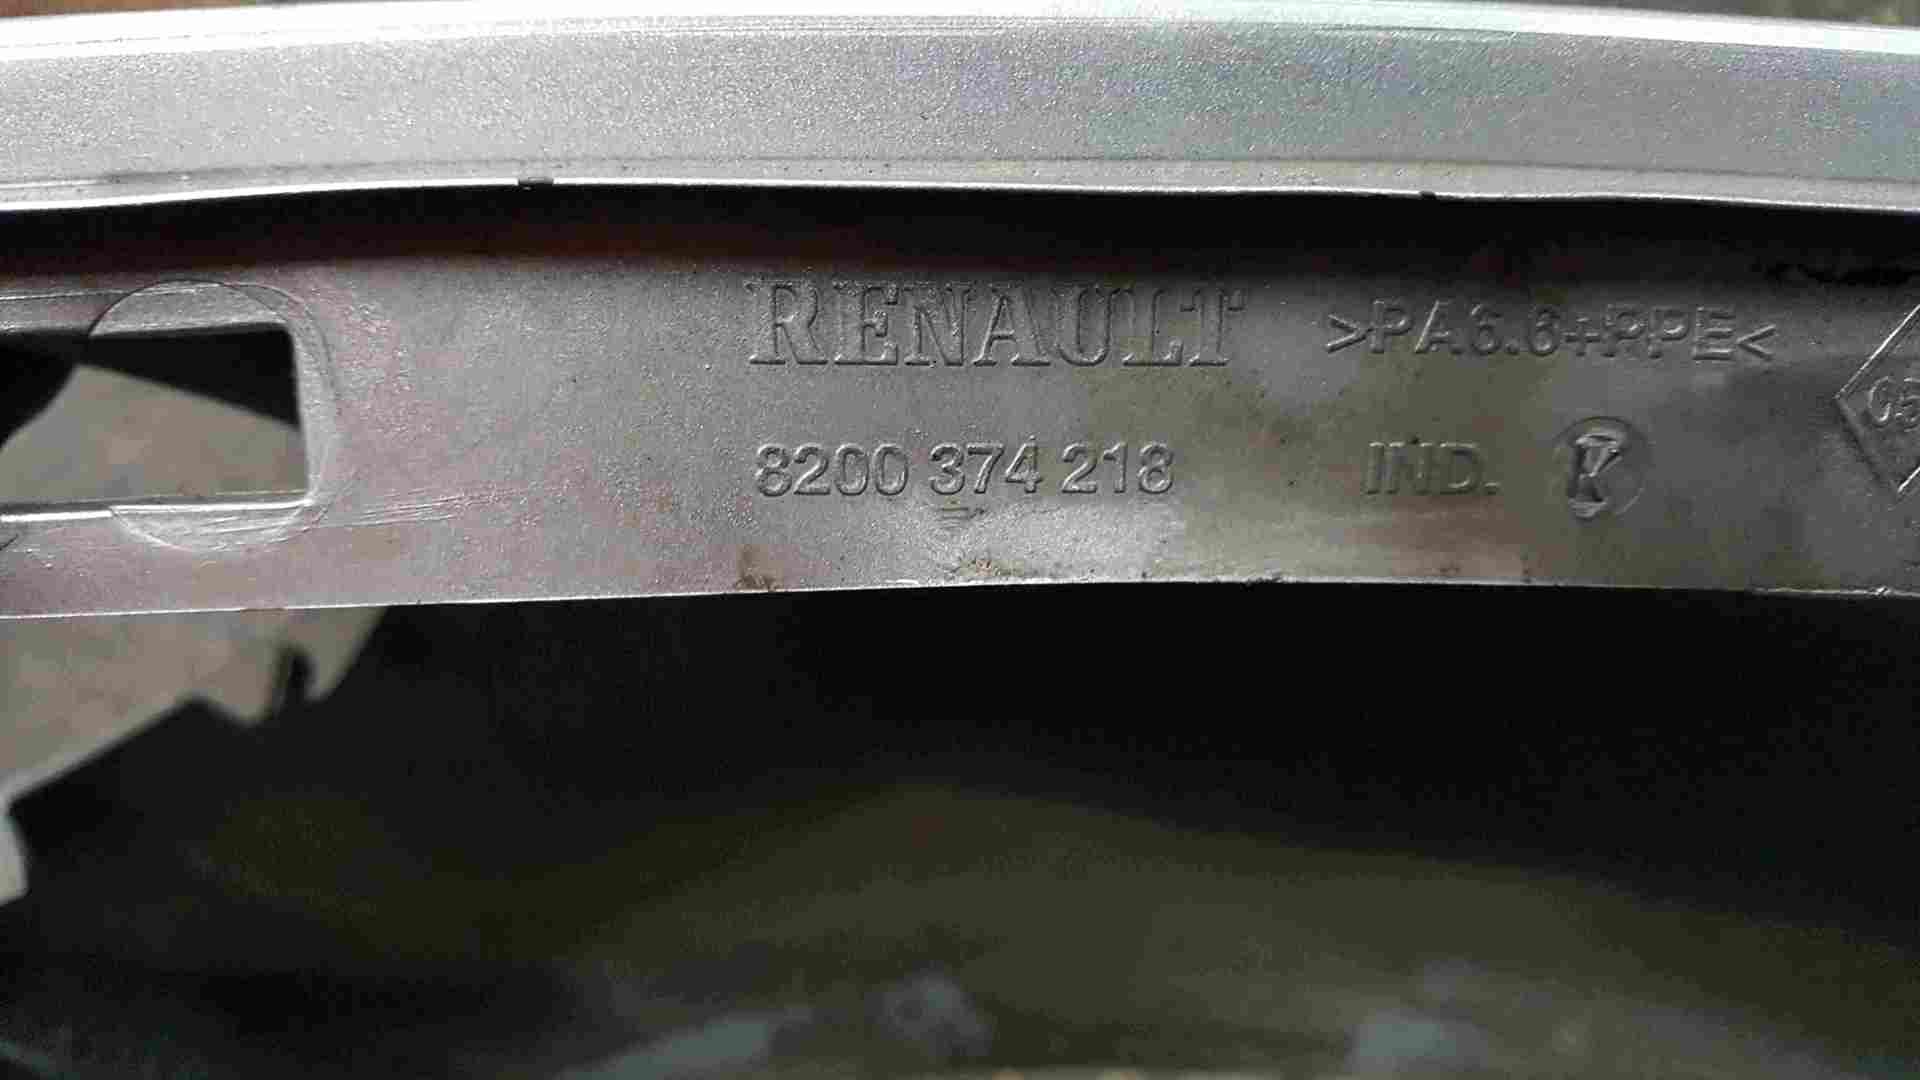 RENAULT >PA6.6+PPE<
8200 374 218 IND. K